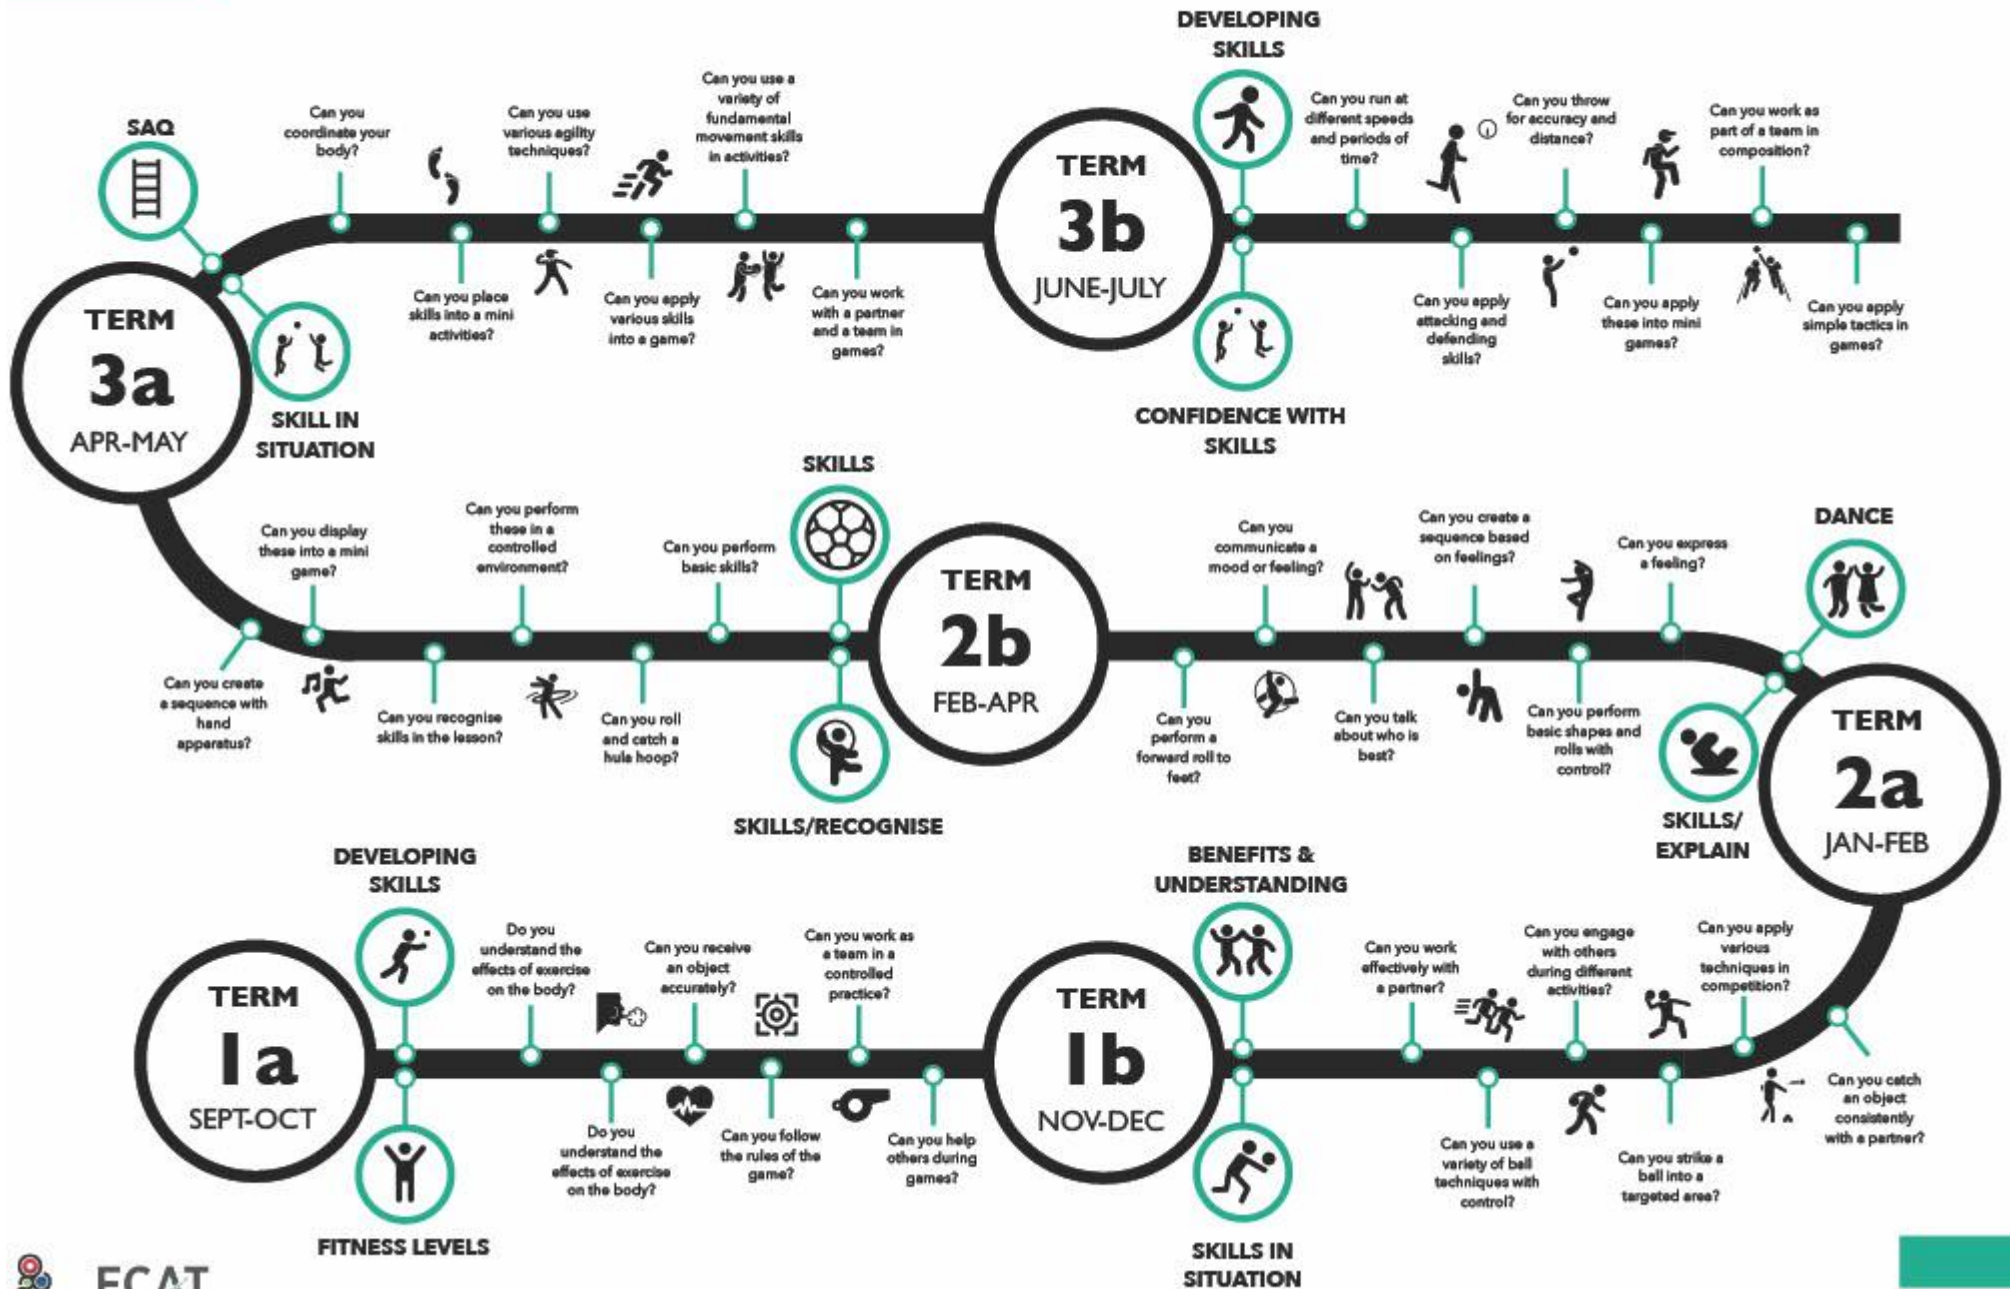 DEVELOPING
SKILLS
Can you use a
variety of
fundamental
movement skills
in activities?
SAQ
Can you
coordinate your
body?
Can you use
various agility
techniques?
Can you run at
different speeds
and periods of
time?
Can you throw
for accuracy and
distance?
Can you work as
part of a team in
composition?
TERM
3b
JUNE-JULY
Can you place
skills into a mini
activities?
Can you apply
various skills
into a game?
Can you work
with a partner
and a team in
games?
Can you apply
attacking and
defending
skills?
Can you apply
these into mini
games?
Can you apply
simple tactics in
games?
TERM
3a
APR-MAY
SKILL IN
SITUATION
CONFIDENCE WITH
SKILLS
SKILLS
Can you display
these into a mini
game?
Can you perform
these in a
controlled
environment?
Can you perform
basic skills?
Can you
communicate a
mood or feeling?
Can you create a
sequence based
on feelings?
Can you express
a feeling?
DANCE
TERM
2b
FEB-APR
Can you create
a sequence with
hand
apparatus?
Can you recognise
skills in the lesson?
Can you roll
and catch a
hula hoop?
Can you
perform a
forward roll to
feet?
Can you talk
about who is
best?
Can you perform
basic shapes and
rolls with
control?
TERM
2a
JAN-FEB
SKILLS/RECOGNISE
SKILLS/
EXPLAIN
DEVELOPING
SKILLS
BENEFITS &
UNDERSTANDING
Do you
understand the
effects of exercise
on the body?
Can you receive
an object
accurately?
Can you work as
a team in a
controlled
practice?
Can you work
effectively with
a partner?
Can you engage
with others
during different
activities?
Can you apply
various
techniques in
competition?
TERM
1a
SEPT-OCT
TERM
1b
NOV-DEC
Do you
understand the
effects of exercise
on the body?
Can you follow
the rules of the
game?
Can you help
others during
games?
Can you use a
variety of ball
techniques with
control?
Can you strike a
ball into a
targeted area?
Can you catch
an object
consistently
with a partner?
FITNESS LEVELS
SKILLS IN
SITUATION
ECAT